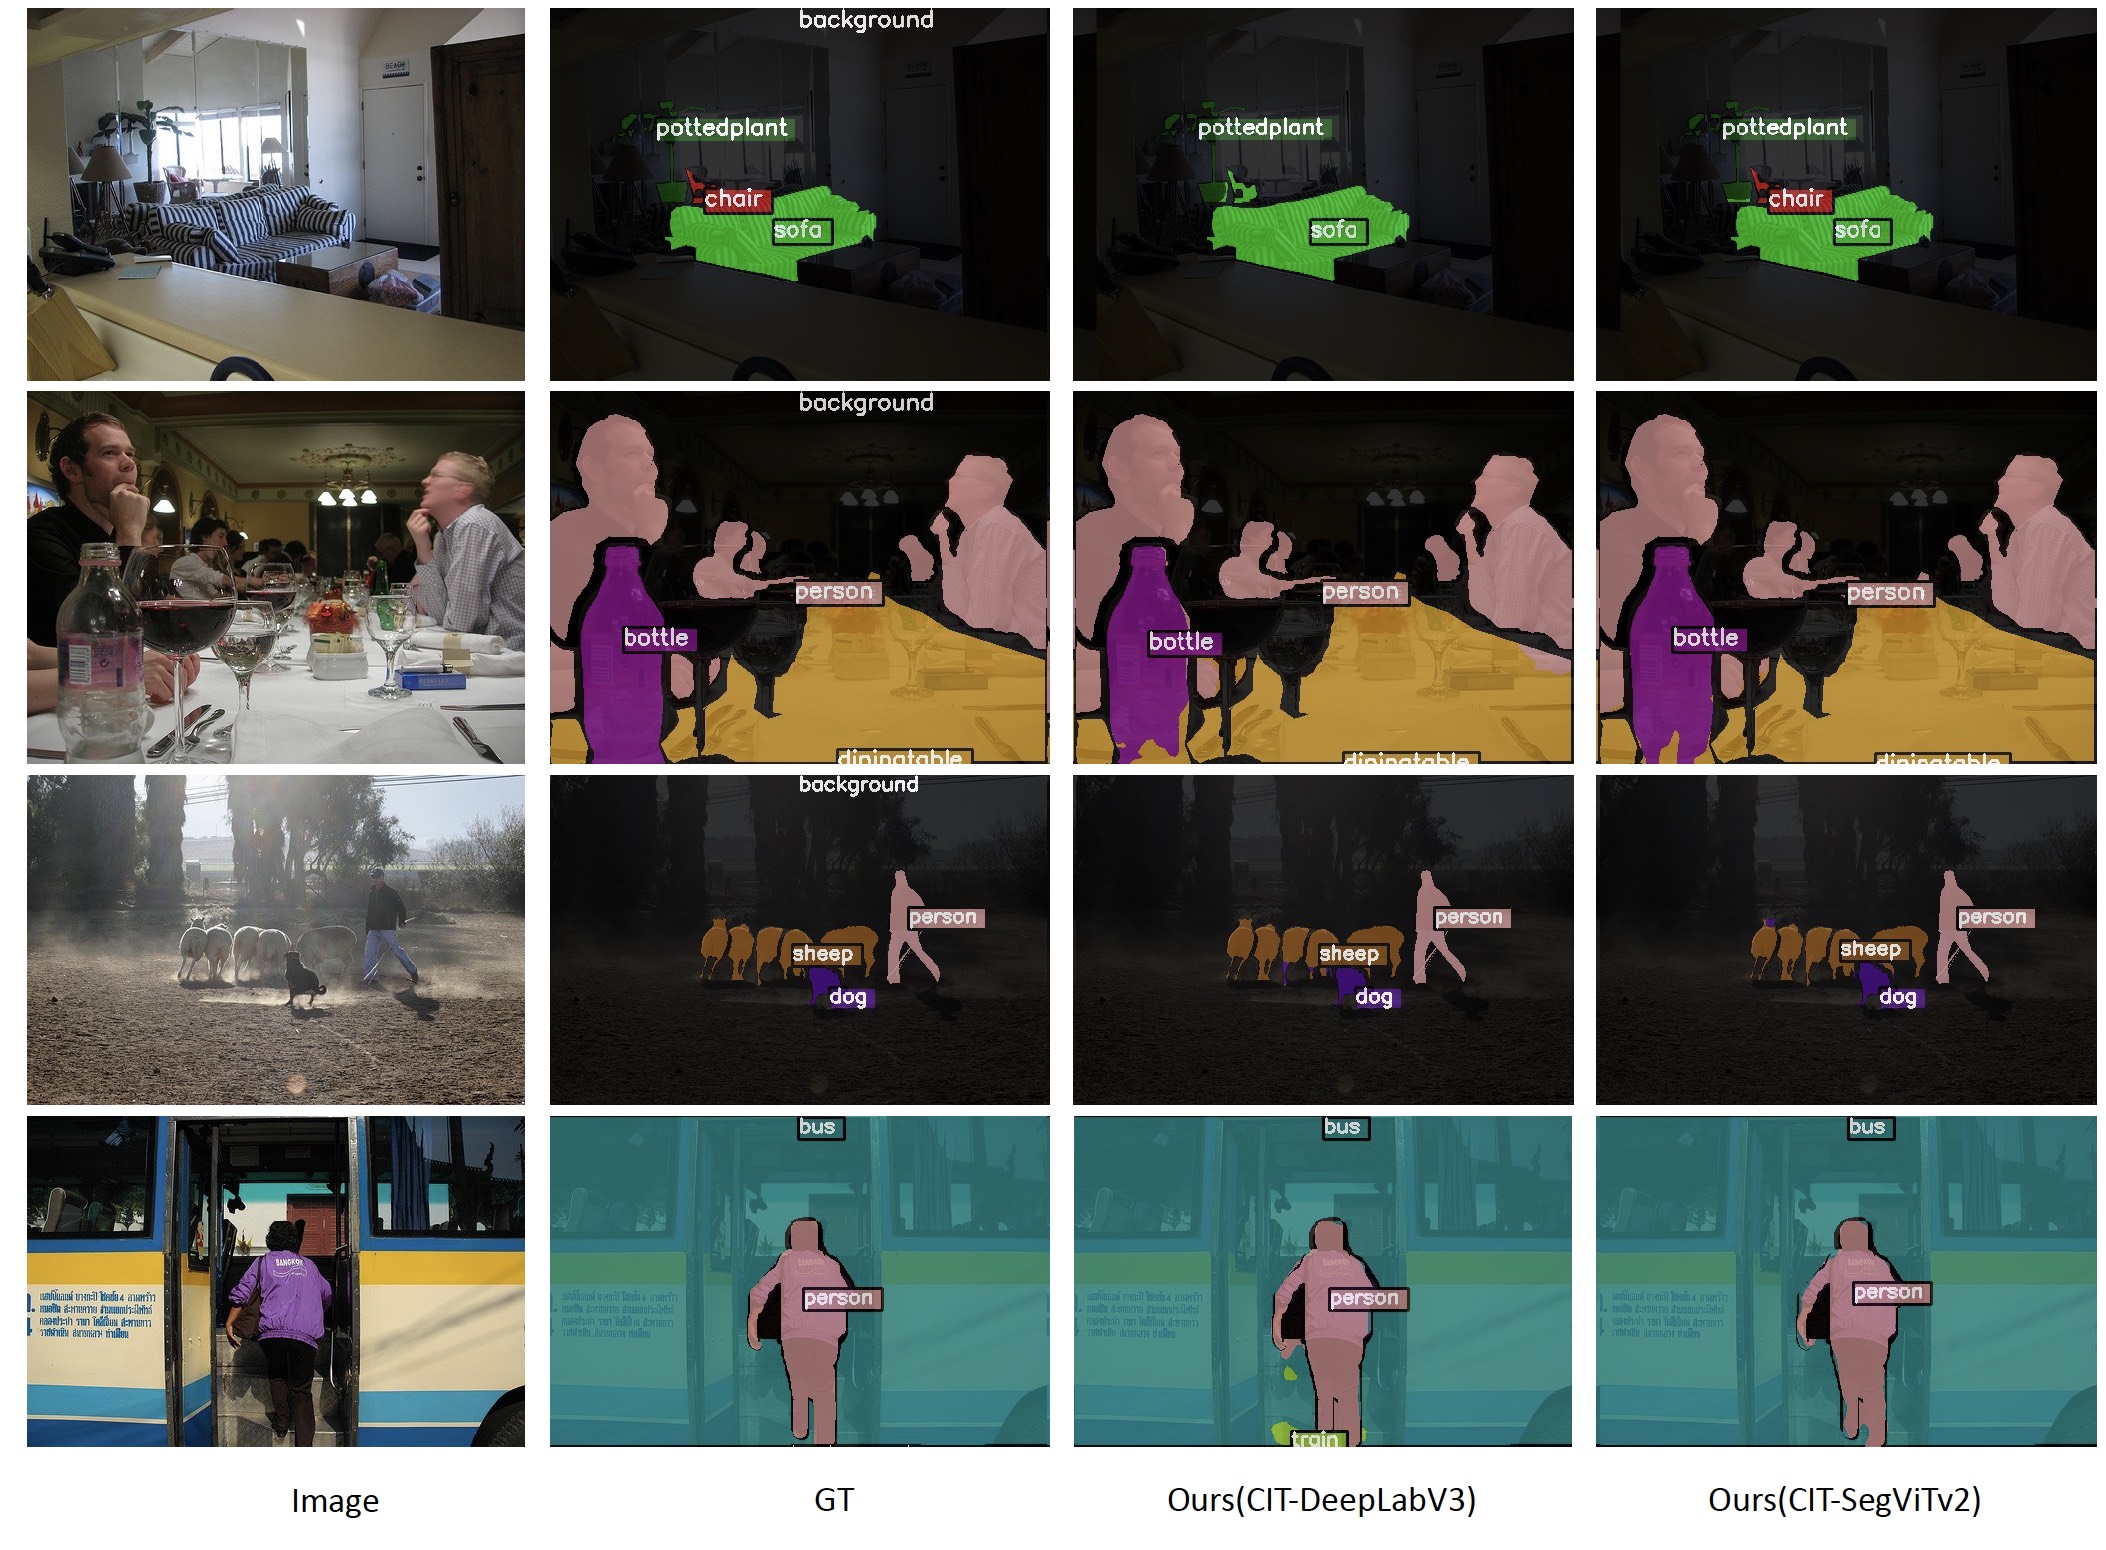 background
pottedplant
pottedplant
pottedplant
chair
chair
sofa
sofa
sofa
BEACH
background
person
person
person
bottle
bottle
bottle
diningtable
diningtable
diningtable
background
person
person
person
sheep
sheep
sheep
dog
dog
dog
bus
bus
bus
BANGKOK
person
person
person
train
Image
GT
Ours(CIT-DeepLabV3)
Ours(CIT-SegViTv2)